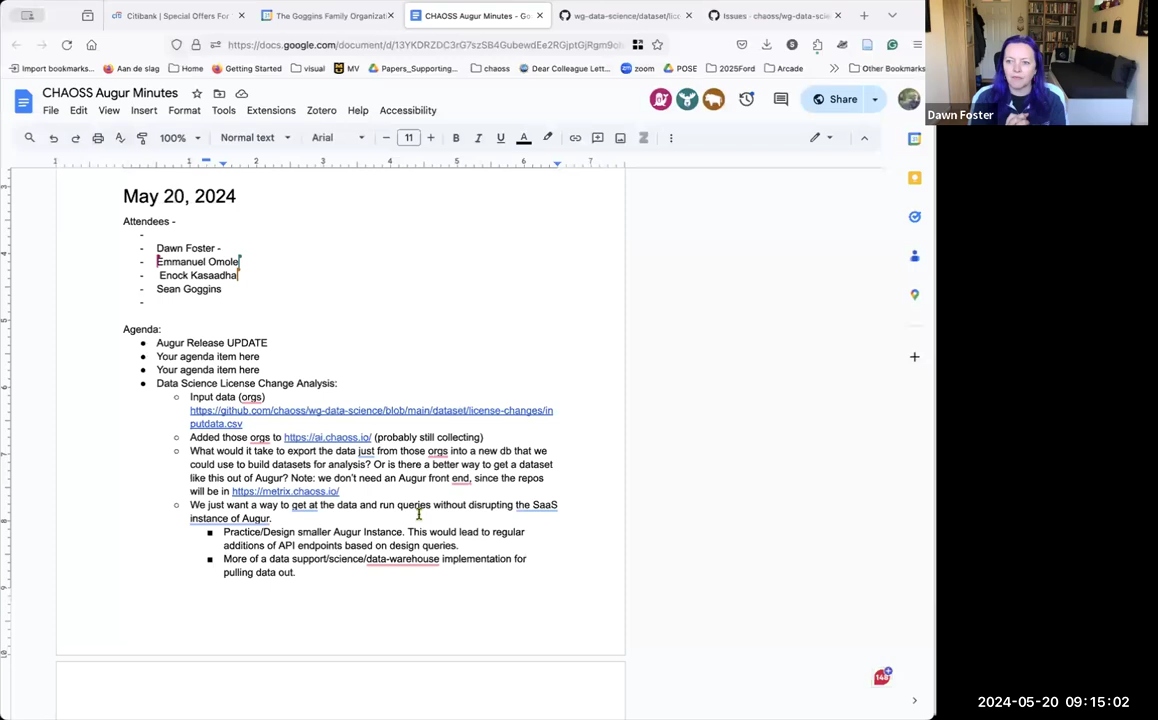 Citibank | Special Offers For
The Goggins Family Organizati
CHAOSS Augur Minutes - Go
wg-data-science/dataset/lice
Issues · chaoss/wg-data-scie
https://docs.google.com/document/d/13YKDRZDC3rG7szSB4GubewdEe2RGjptGjRgm9oh
Import bookmarks...
Aan de slag
Home
Getting Started
visual
MV
Papers_Supporting...
chaoss
Dear Colleague Lett...
zoom
POSE
2025Ford
Arcade
Other Bookmarks
CHAOSS Augur Minutes
File Edit View Insert Format Tools Extensions Zotero Help Accessibility
Share
100%
Normal text
Arial
11
B I U A
1 1 2 3 4 5 6 7
May 20, 2024
Attendees -
-
- Dawn Foster -
- Emmanuel Omole
- Enock Kasaadha
- Sean Goggins
-
Agenda:
● Augur Release UPDATE
● Your agenda item here
● Your agenda item here
● Data Science License Change Analysis:
○ Input data (orgs)
https://github.com/chaoss/wg-data-science/blob/main/dataset/license-changes/in
putdata.csv
○ Added those orgs to https://ai.chaoss.io/ (probably still collecting)
○ What would it take to export the data just from those orgs into a new db that we
could use to build datasets for analysis? Or is there a better way to get a dataset
like this out of Augur? Note: we don't need an Augur front end, since the repos
will be in https://metrix.chaoss.io/
○ We just want a way to get at the data and run queries without disrupting the SaaS
instance of Augur.
■ Practice/Design smaller Augur Instance. This would lead to regular
additions of API endpoints based on design queries.
■ More of a data support/science/data-warehouse implementation for
pulling data out.
Dawn Foster
2024-05-20 09:15:02